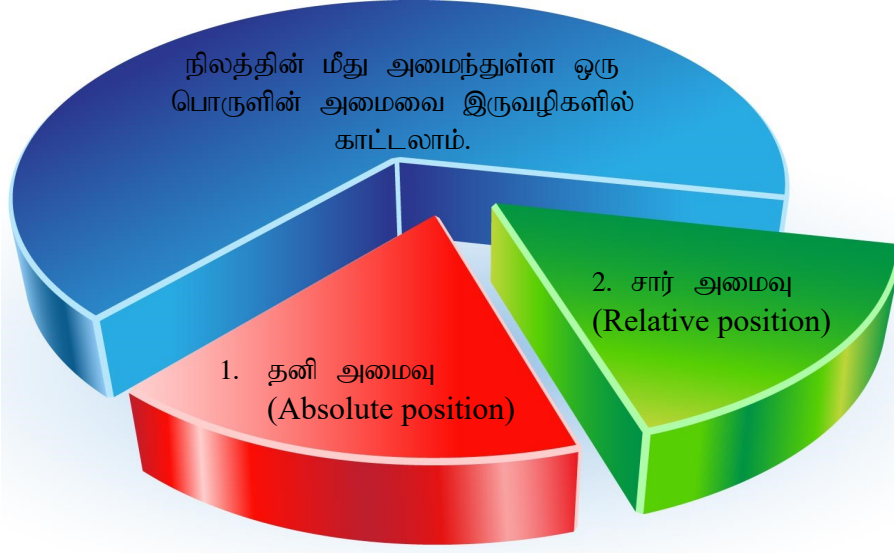 நிலத்தின் மீது அமைந்துள்ள ஒரு
பொருளின் அமைவை இருவழிகளில்
காட்டலாம்.
2. சார் அமைவு
(Relative position)
1. தனி அமைவு
(Absolute position)